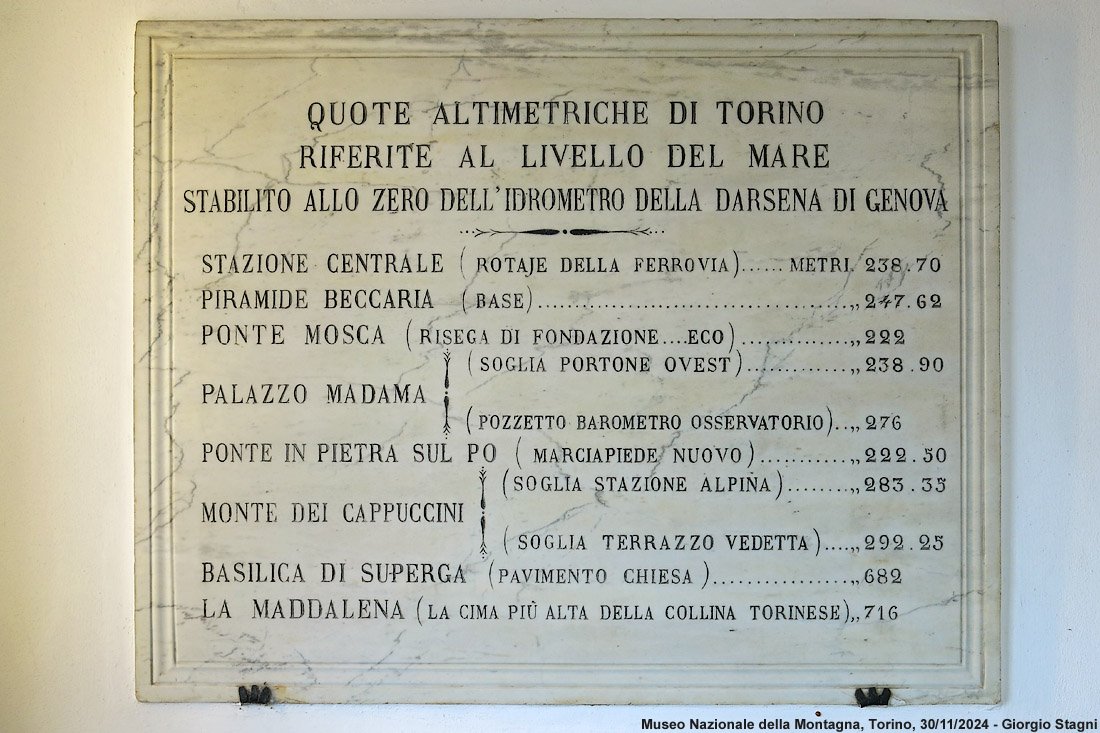 QUOTE ALTIMETRICHE DI TORINO
RIFERITE AL LIVELLO DEL MARE
STABILITO ALLO ZERO DELL'IDROMETRO DELLA DARSENA DI GENOVA
STAZIONE CENTRALE (ROTAJE DELLA FERROVIA)...... METRI. 238.70
PIRAMIDE BECCARIA (BASE)....................................„ 247.62
PONTE MOSCA (RISEGA DI FONDAZIONE....ECO)...............„ 222
(SOGLIA PORTONE OVEST)..............„ 238.90
PALAZZO MADAMA
(POZZETTO BAROMETRO OSSERVATORIO)..„ 276
PONTE IN PIETRA SUL PO (MARCIAPIEDE NUOVO)............„ 222.50
(SOGLIA STAZIONE ALPINA)........„ 283.35
MONTE DEI CAPPUCCINI
(SOGLIA TERRAZZO VEDETTA)....„ 292.25
BASILICA DI SUPERGA (PAVIMENTO CHIESA)..................„ 682
LA MADDALENA (LA CIMA PIÛ ALTA DELLA COLLINA TORINESE)„ 716
Museo Nazionale della Montagna, Torino, 30/11/2024 - Giorgio Stagni